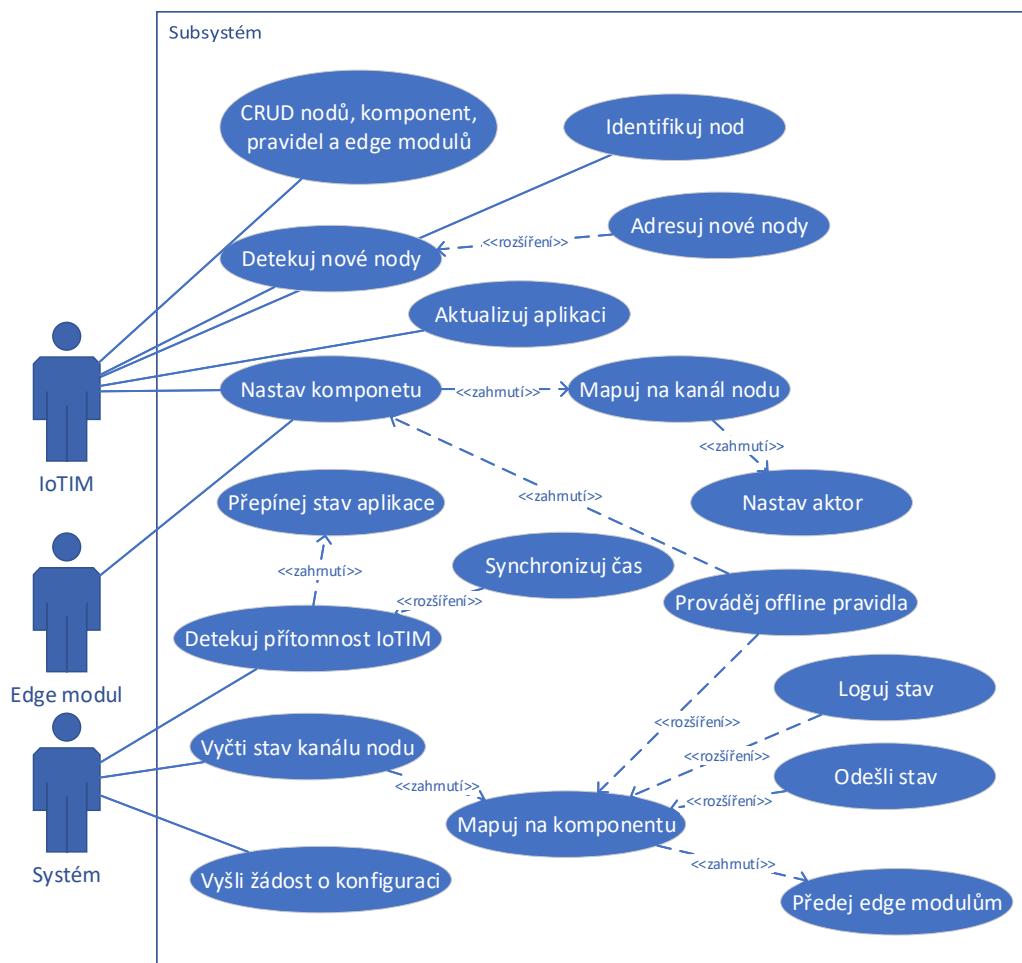 Subsystém
CRUD nodů, komponent,
pravidel a edge modulů
Identifikuj nod
Adresuj nové nody
<<rozšíření>>
Detekuj nové nody
Aktualizuj aplikaci
Nastav komponetu
<<zahrnutí>>
Mapuj na kanál nodu
<<zahrnutí>>
IoTIM
Přepínej stav aplikace
<<zahrnutí>>
Nastav aktor
<<zahrnutí>>
Synchronizuj čas
<<rozšíření>>
Prováděj offline pravidla
Detekuj přítomnost IoTIM
Edge modul
Loguj stav
<<rozšíření>>
<<rozšíření>>
Vyčti stav kanálu nodu
<<zahrnutí>>
Odešli stav
<<rozšíření>>
Mapuj na komponentu
<<zahrnutí>>
Systém
Vyšli žádost o konfiguraci
Předej edge modulům